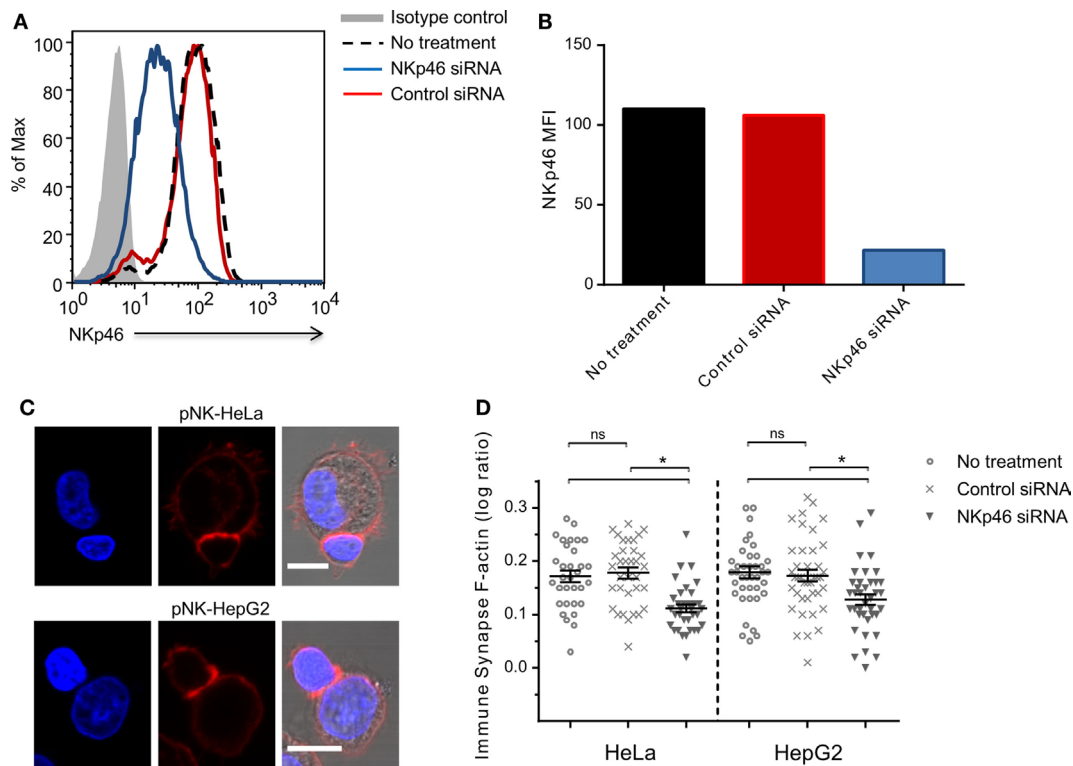 A
Isotype control
No treatment
NKp46 siRNA
Control siRNA
% of Max
100
80
60
40
20
0
10^0
10^1
10^2
10^3
10^4
NKp46
B
NKp46 MFI
150
100
50
0
No treatment
Control siRNA
NKp46 siRNA
C
pNK-HeLa
pNK-HepG2
D
Immune Synapse F-actin (log ratio)
ns
*
ns
*
0.3
0.2
0.1
0.0
HeLa
HepG2
No treatment
Control siRNA
NKp46 siRNA